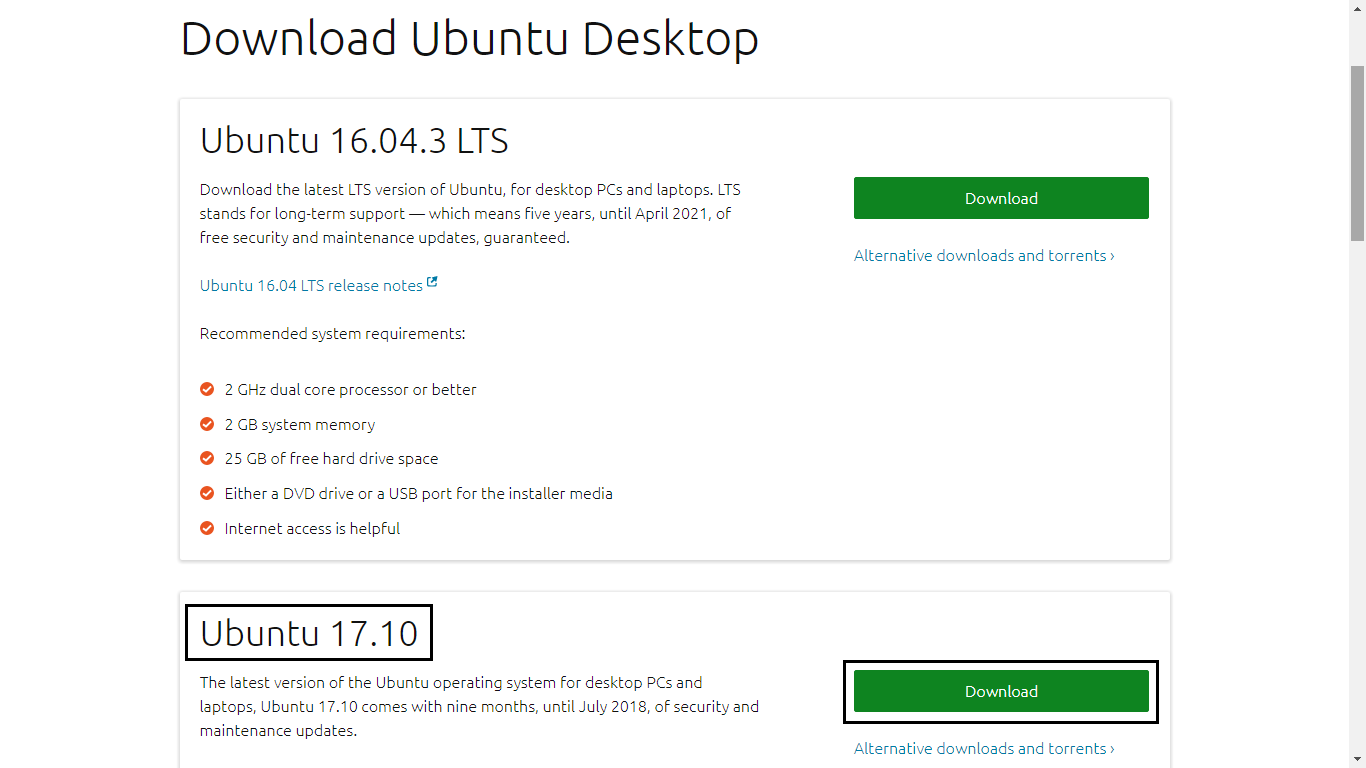 Download Ubuntu Desktop
Ubuntu 16.04.3 LTS
Download the latest LTS version of Ubuntu, for desktop PCs and laptops. LTS
stands for long-term support — which means five years, until April 2021, of
free security and maintenance updates, guaranteed.
Download
Alternative downloads and torrents ›
Ubuntu 16.04 LTS release notes
Recommended system requirements:
2 GHz dual core processor or better
2 GB system memory
25 GB of free hard drive space
Either a DVD drive or a USB port for the installer media
Internet access is helpful
Ubuntu 17.10
The latest version of the Ubuntu operating system for desktop PCs and
laptops, Ubuntu 17.10 comes with nine months, until July 2018, of security and
maintenance updates.
Download
Alternative downloads and torrents ›